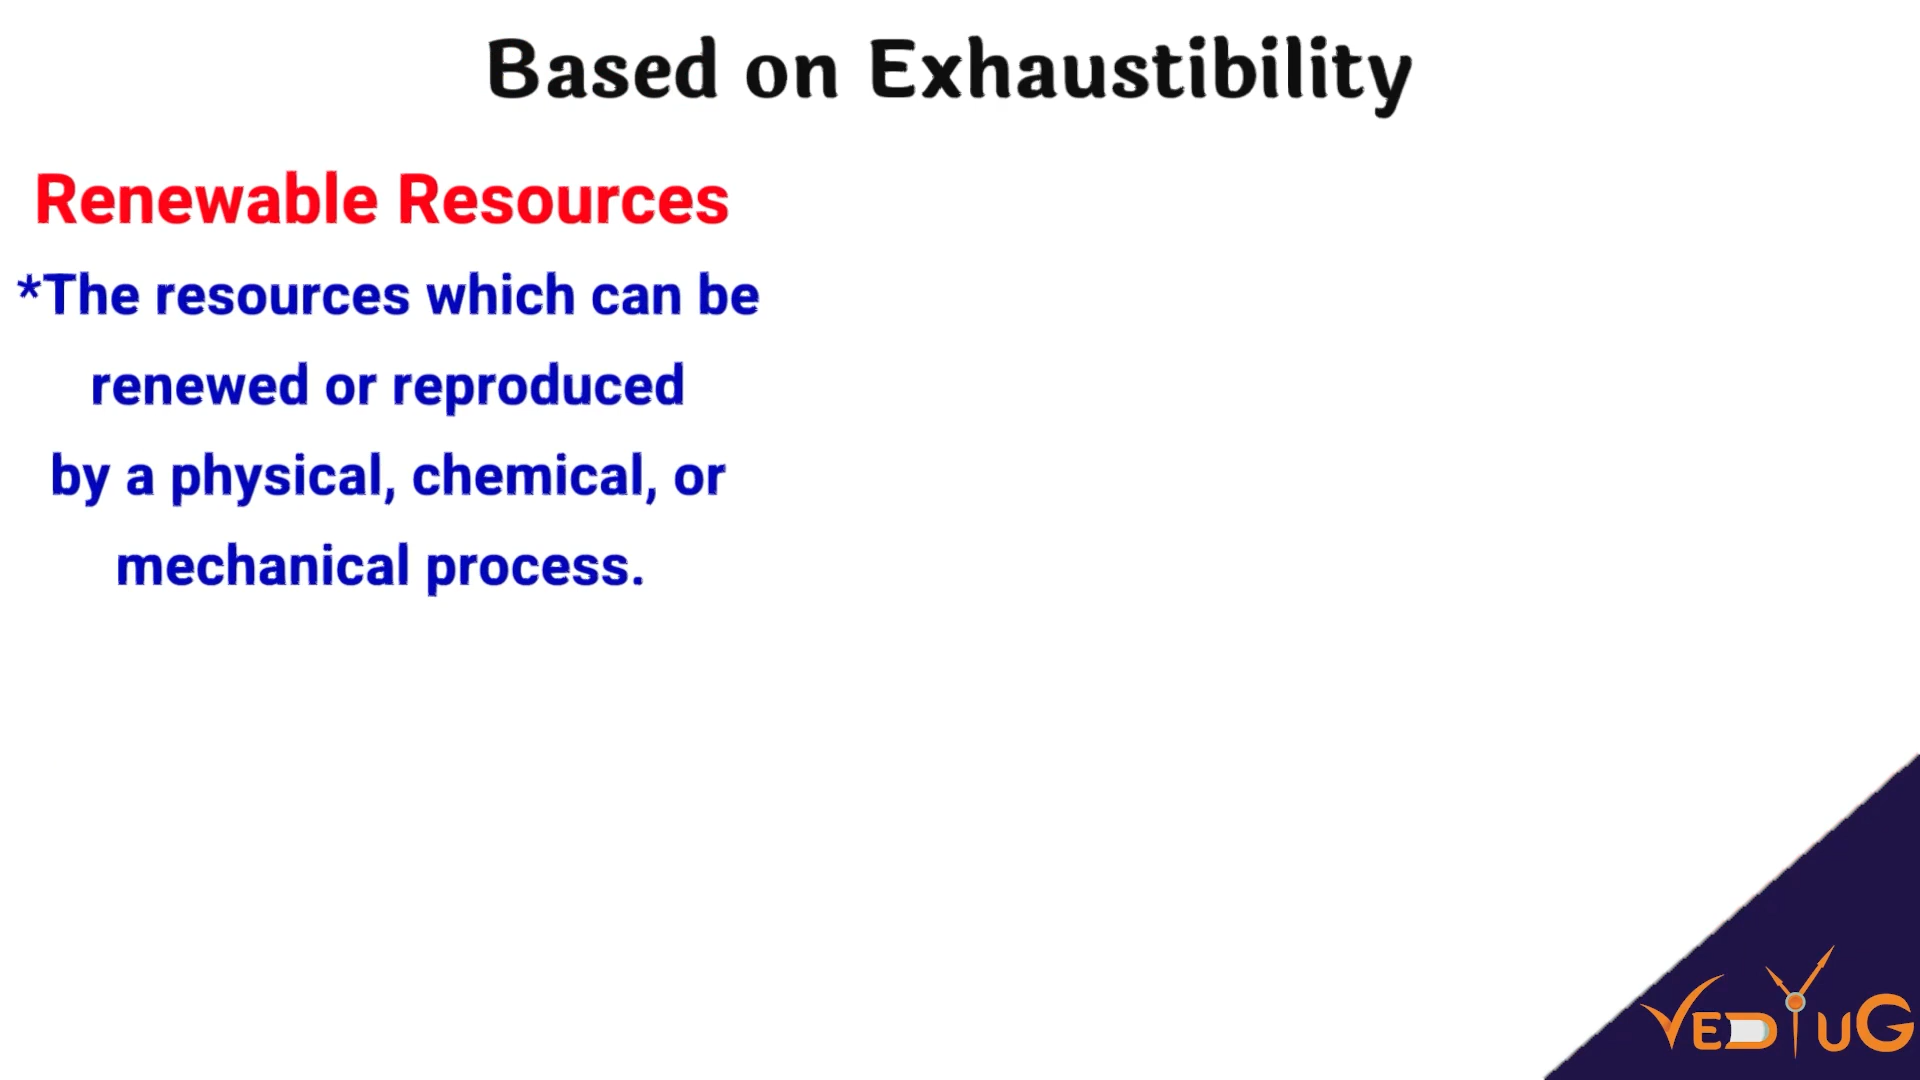 Based on Exhaustibility
Renewable Resources
*The resources which can be
renewed or reproduced
by a physical, chemical, or
mechanical process.
VEDYUG